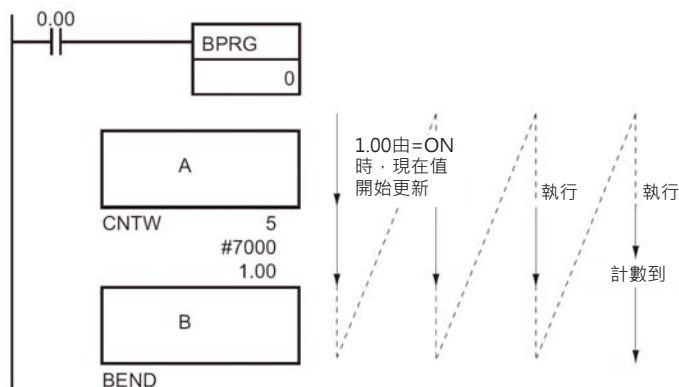 0.00
BPRG
0
A
CNTW 5
#7000
1.00
B
BEND
1.00由=ON
時，現在值
開始更新
執行
執行
計數到